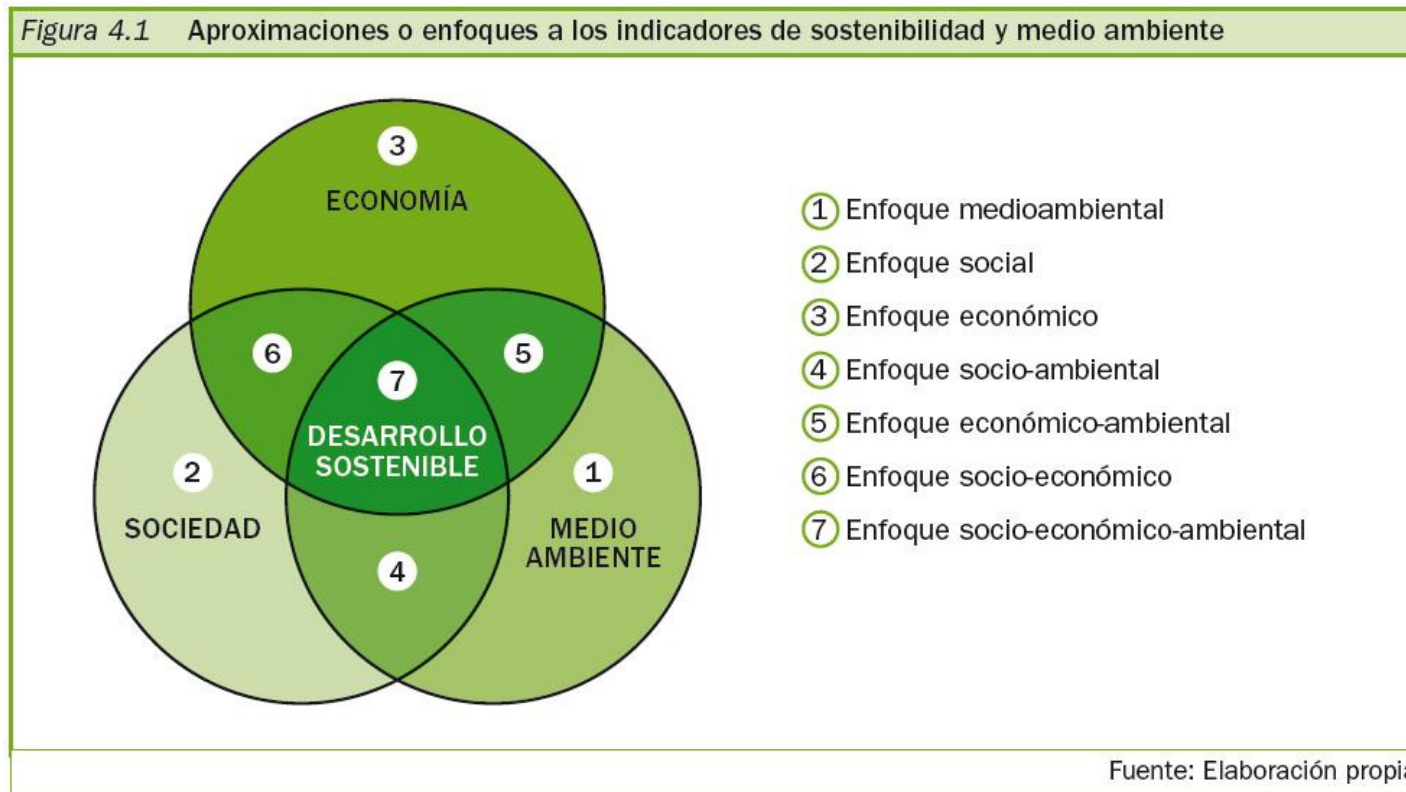 Figura 4.1 Aproximaciones o enfoques a los indicadores de sostenibilidad y medio ambiente
3
ECONOMÍA
6
5
7
DESARROLLO
SOSTENIBLE
2
SOCIEDAD
1
MEDIO
AMBIENTE
4
1 Enfoque medioambiental
2 Enfoque social
3 Enfoque económico
4 Enfoque socio-ambiental
5 Enfoque económico-ambiental
6 Enfoque socio-económico
7 Enfoque socio-económico-ambiental
Fuente: Elaboración propia